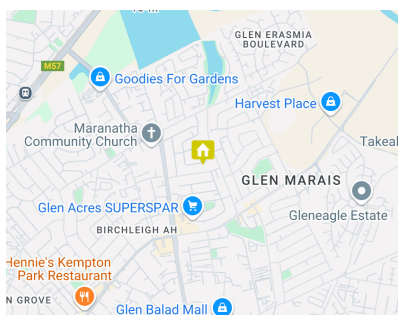 GLEN ERASMIA
BOULEVARD
M57
Goodies For Gardens
Harvest Place
Maranatha
Community Church
GLEN MARAIS
Glen Acres SUPERSPAR
Gleneagle Estate
BIRCHLEIGH AH
Hennie's Kempton
Park Restaurant
N GROVE
Glen Balad Mall